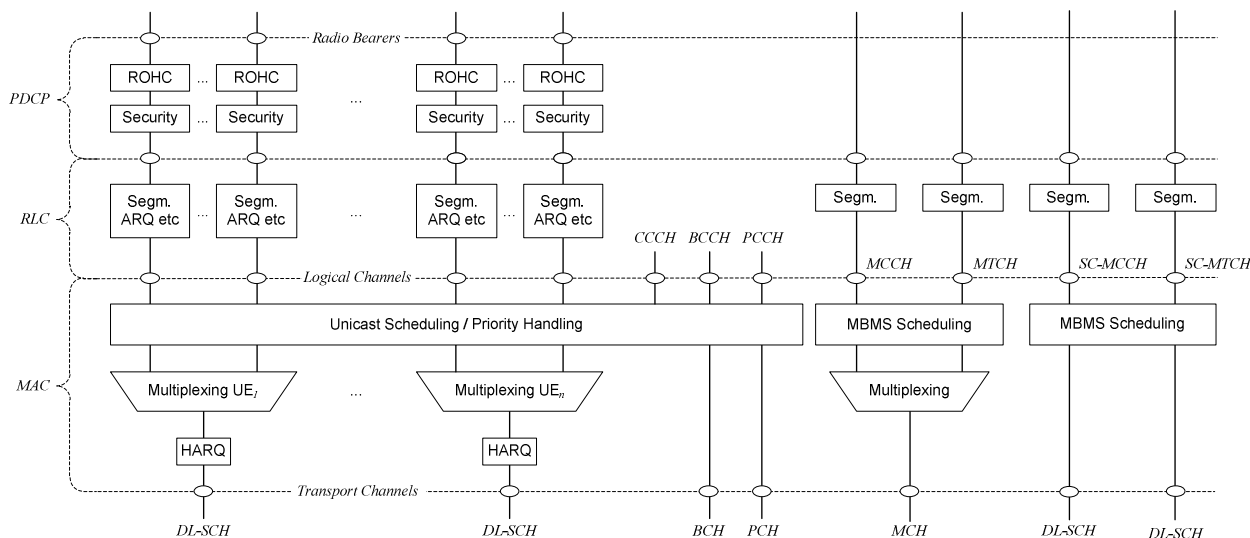 Radio Bearers
ROHC ... ROHC ROHC ... ROHC
PDCP ...
Security ... Security Security ... Security
Segm. ARQ etc ... Segm. ARQ etc ... Segm. ARQ etc ... Segm. ARQ etc Segm. Segm. Segm. Segm.
RLC
CCCH BCCH PCCH
Logical Channels MCCH MTCH SC-MCCH SC-MTCH
Unicast Scheduling / Priority Handling MBMS Scheduling MBMS Scheduling
MAC Multiplexing UE1 ... Multiplexing UEn Multiplexing
HARQ HARQ
Transport Channels
DL-SCH DL-SCH BCH PCH MCH DL-SCH DL-SCH